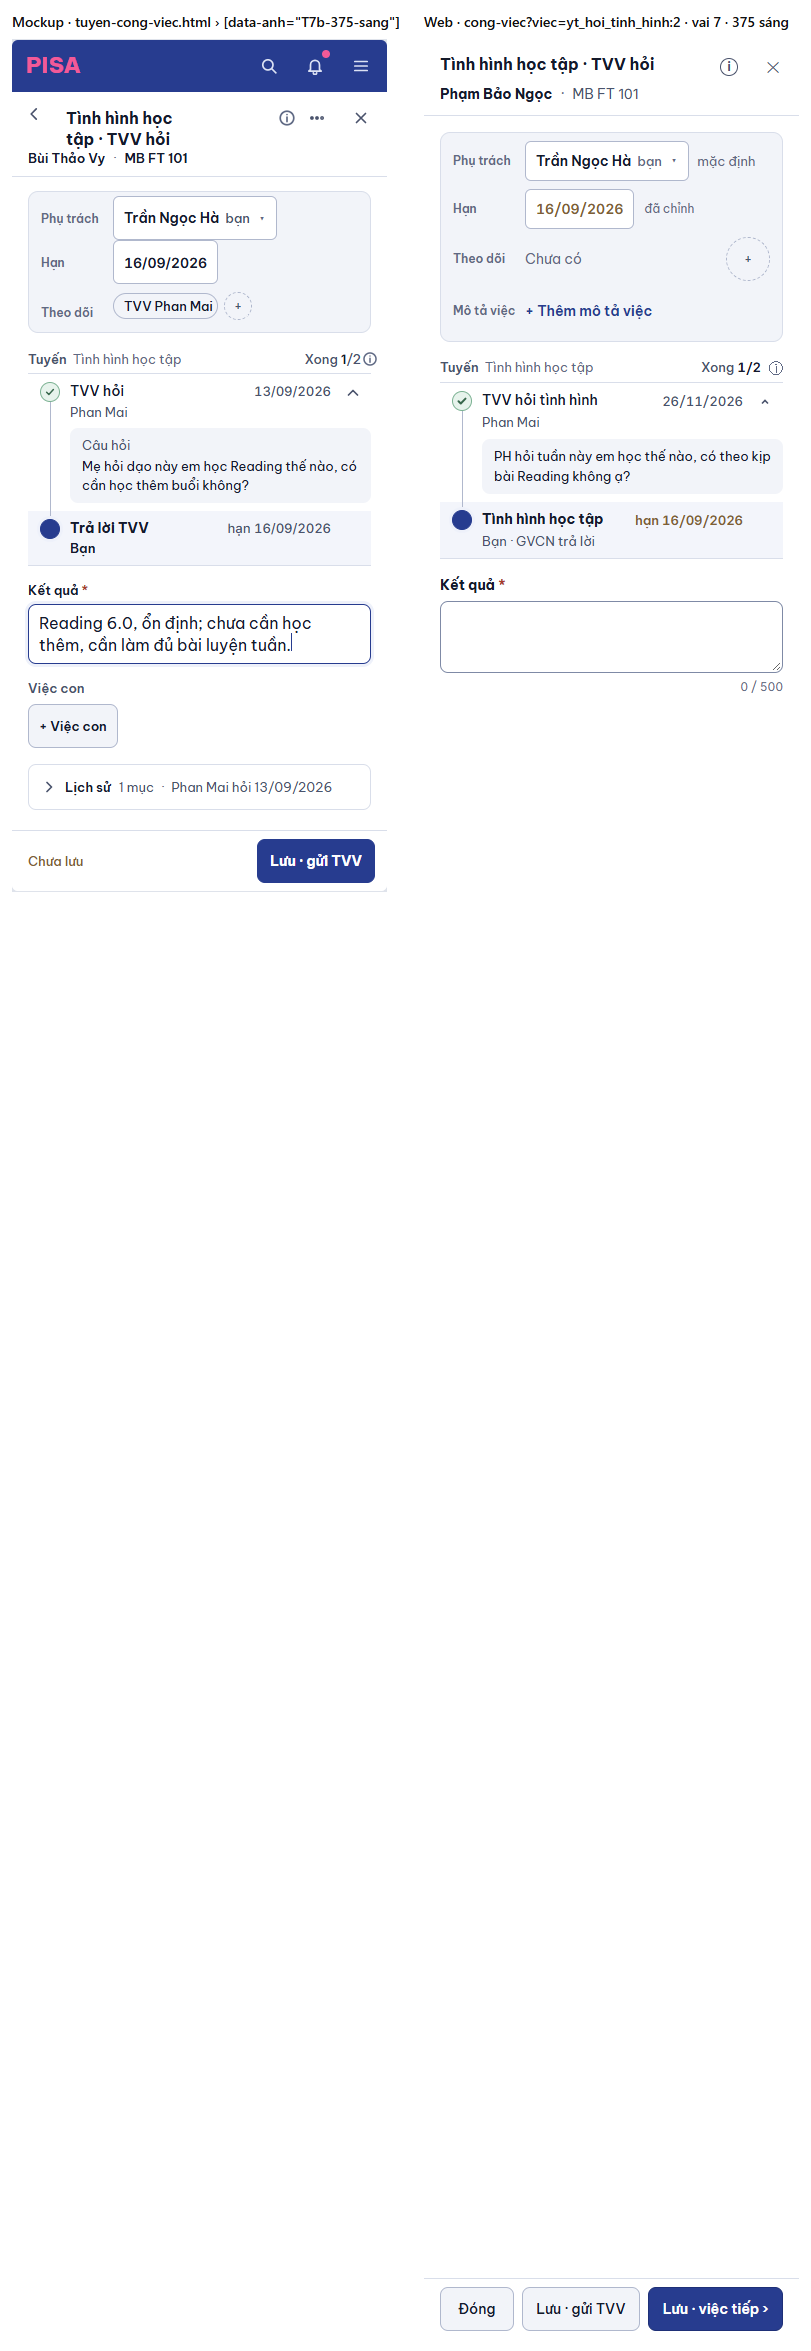 Mockup · tuyen-cong-viec.html › [data-anh="T7b-375-sang"]
PISA
Tình hình học
tập · TVV hỏi
Bùi Thảo Vy · MB FT 101
Phụ trách Trần Ngọc Hà bạn
Hạn 16/09/2026
Theo dõi TVV Phan Mai +
Tuyến Tình hình học tập Xong 1/2
TVV hỏi 13/09/2026
Phan Mai
Câu hỏi
Mẹ hỏi dạo này em học Reading thế nào, có
cần học thêm buổi không?
Trả lời TVV hạn 16/09/2026
Bạn
Kết quả *
Reading 6.0, ổn định; chưa cần học
thêm, cần làm đủ bài luyện tuần.
Việc con
+ Việc con
Lịch sử 1 mục · Phan Mai hỏi 13/09/2026
Chưa lưu Lưu · gửi TVV
Web · cong-viec?viec=yt_hoi_tinh_hinh:2 · vai 7 · 375 sáng
Tình hình học tập · TVV hỏi
Phạm Bảo Ngọc · MB FT 101
Phụ trách Trần Ngọc Hà bạn mặc định
Hạn 16/09/2026 đã chỉnh
Theo dõi Chưa có +
Mô tả việc + Thêm mô tả việc
Tuyến Tình hình học tập Xong 1/2
TVV hỏi tình hình 26/11/2026
Phan Mai
PH hỏi tuần này em học thế nào, có theo kịp
bài Reading không ạ?
Tình hình học tập hạn 16/09/2026
Bạn · GVCN trả lời
Kết quả *
0 / 500
Đóng Lưu · gửi TVV Lưu · việc tiếp ›